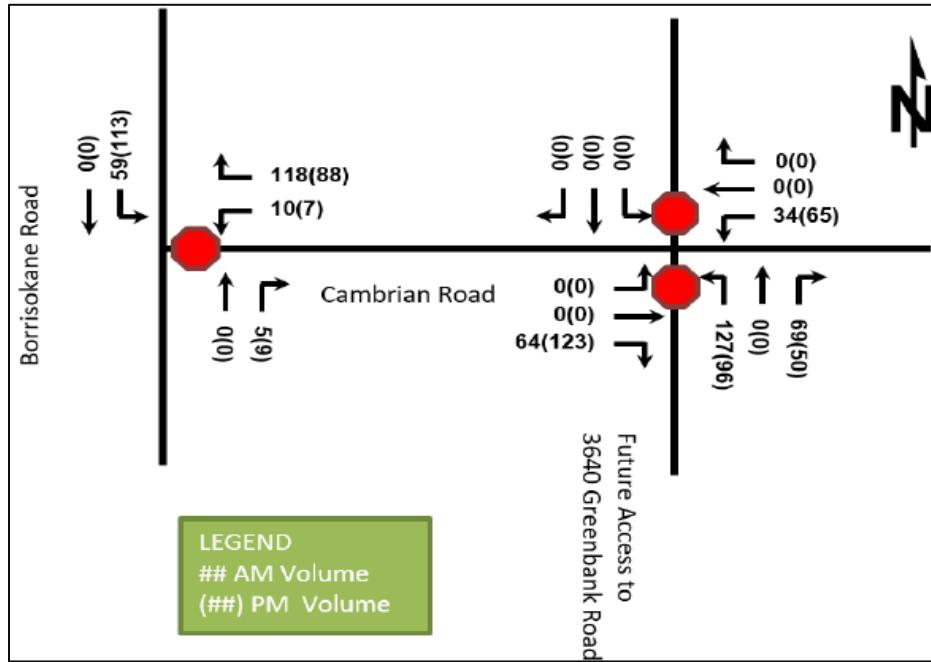 N
0(0)
59(113)
118(88)
10(7)
0(0)
5(9)
Borrisokane Road
Cambrian Road
0(0)
0(0)
0(0)
0(0)
0(0)
34(65)
0(0)
0(0)
64(123)
127(96)
0(0)
69(50)
Future Access to
3640 Greenbank Road
LEGEND
## AM Volume
(##) PM Volume